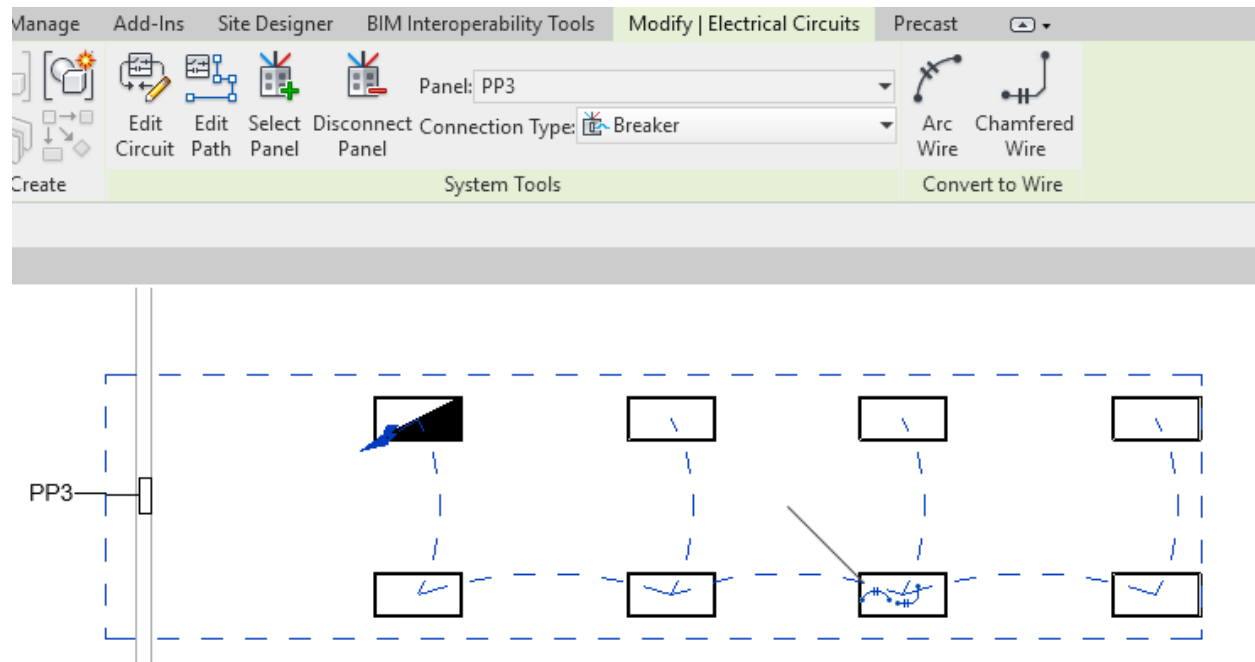 Manage Add-Ins Site Designer BIM Interoperability Tools Modify | Electrical Circuits Precast
Edit Circuit
Edit Path
Select Panel
Disconnect Panel
Panel: PP3
Connection Type: Breaker
Arc Wire
Chamfered Wire
Create System Tools Convert to Wire
PP3